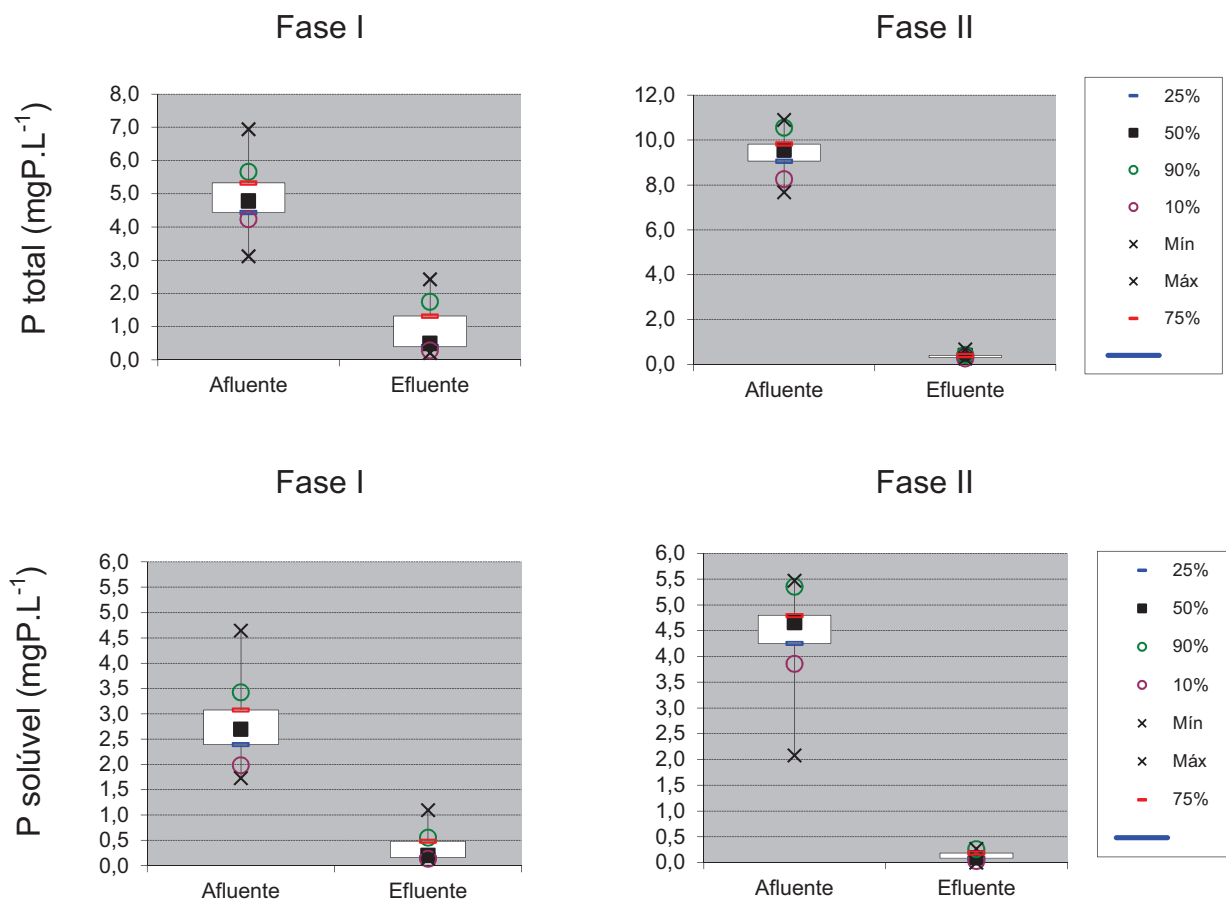 Fase I
Fase II
P total (mgP.L⁻¹)
8,0
7,0
6,0
5,0
4,0
3,0
2,0
1,0
0,0
Afluente
Efluente
12,0
10,0
8,0
6,0
4,0
2,0
0,0
Afluente
Efluente
25%
50%
90%
10%
Mín
Máx
75%
Fase I
Fase II
P solúvel (mgP.L⁻¹)
6,0
5,5
5,0
4,5
4,0
3,5
3,0
2,5
2,0
1,5
1,0
0,5
0,0
Afluente
Efluente
6,0
5,5
5,0
4,5
4,0
3,5
3,0
2,5
2,0
1,5
1,0
0,5
0,0
Afluente
Efluente
25%
50%
90%
10%
Mín
Máx
75%